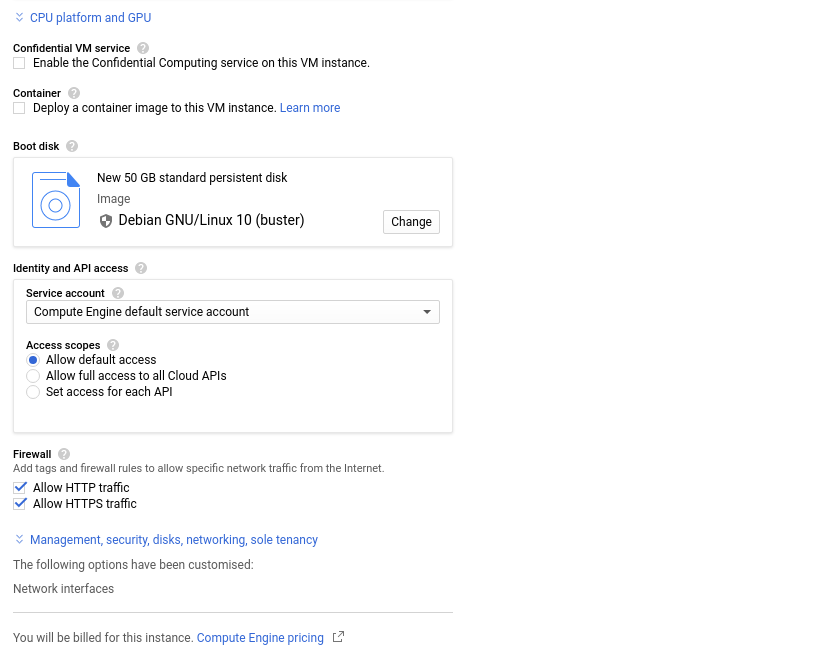 CPU platform and GPU
Confidential VM service ?
Enable the Confidential Computing service on this VM instance.
Container ?
Deploy a container image to this VM instance. Learn more
Boot disk ?
New 50 GB standard persistent disk
Image
Debian GNU/Linux 10 (buster)
Change
Identity and API access ?
Service account ?
Compute Engine default service account
Access scopes ?
Allow default access
Allow full access to all Cloud APIs
Set access for each API
Firewall ?
Add tags and firewall rules to allow specific network traffic from the Internet.
Allow HTTP traffic
Allow HTTPS traffic
Management, security, disks, networking, sole tenancy
The following options have been customised:
Network interfaces
You will be billed for this instance. Compute Engine pricing